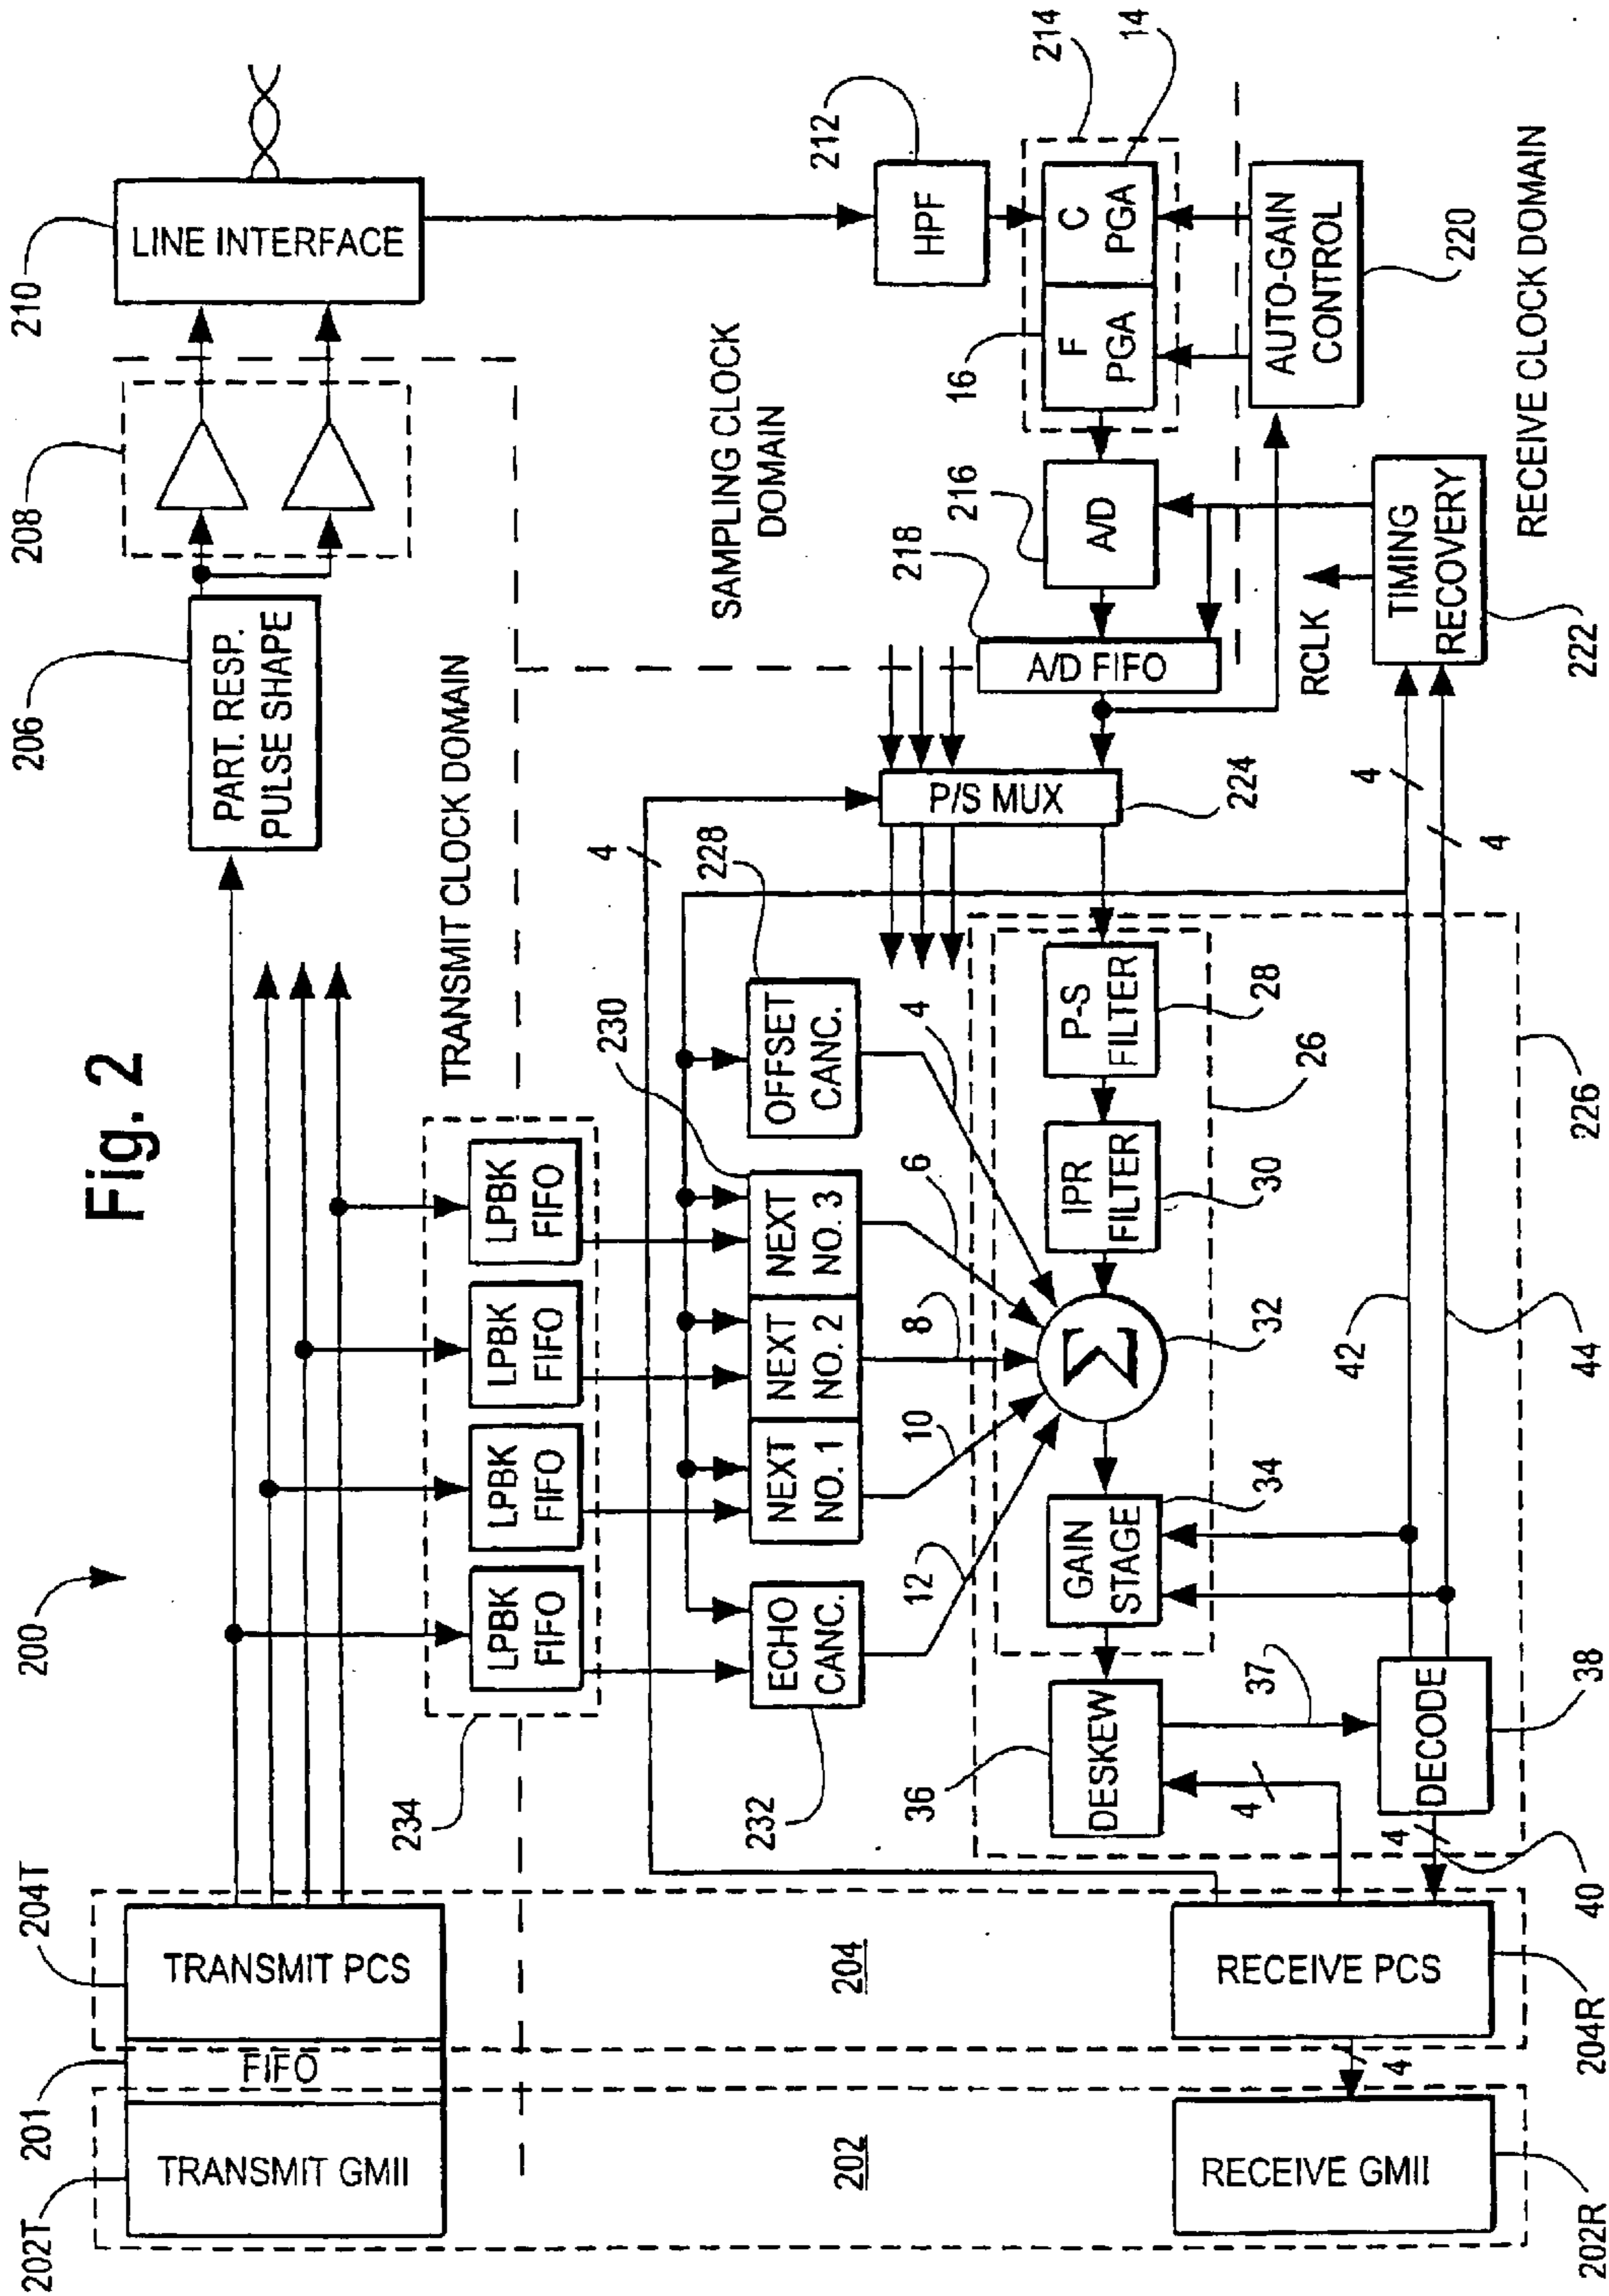 Fig. 2
200
202T
201
204T
TRANSMIT GMII
FIFO
TRANSMIT PCS
206
PART. RESP.
PULSE SHAPE
208
210
LINE INTERFACE
TRANSMIT CLOCK DOMAIN
SAMPLING CLOCK
DOMAIN
234
LPBK
FIFO
LPBK
FIFO
LPBK
FIFO
LPBK
FIFO
4
232
ECHO
CANC.
NEXT
NO. 1
NEXT
NO. 2
NEXT
NO. 3
230
OFFSET
CANC.
228
12
10
8
6
4
P/S MUX
224
218
A/D FIFO
216
A/D
16
F
PGA
C
PGA
212
HPF
214
14
202
204
36
DESKEW
GAIN
STAGE
34
Σ
32
IPR
FILTER
30
P-S
FILTER
28
26
RCLK
AUTO-GAIN
CONTROL
220
4
37
42
4
4
TIMING
RECOVERY
222
RECEIVE CLOCK DOMAIN
RECEIVE GMII
202R
4
RECEIVE PCS
204R
4
40
DECODE
38
44
226